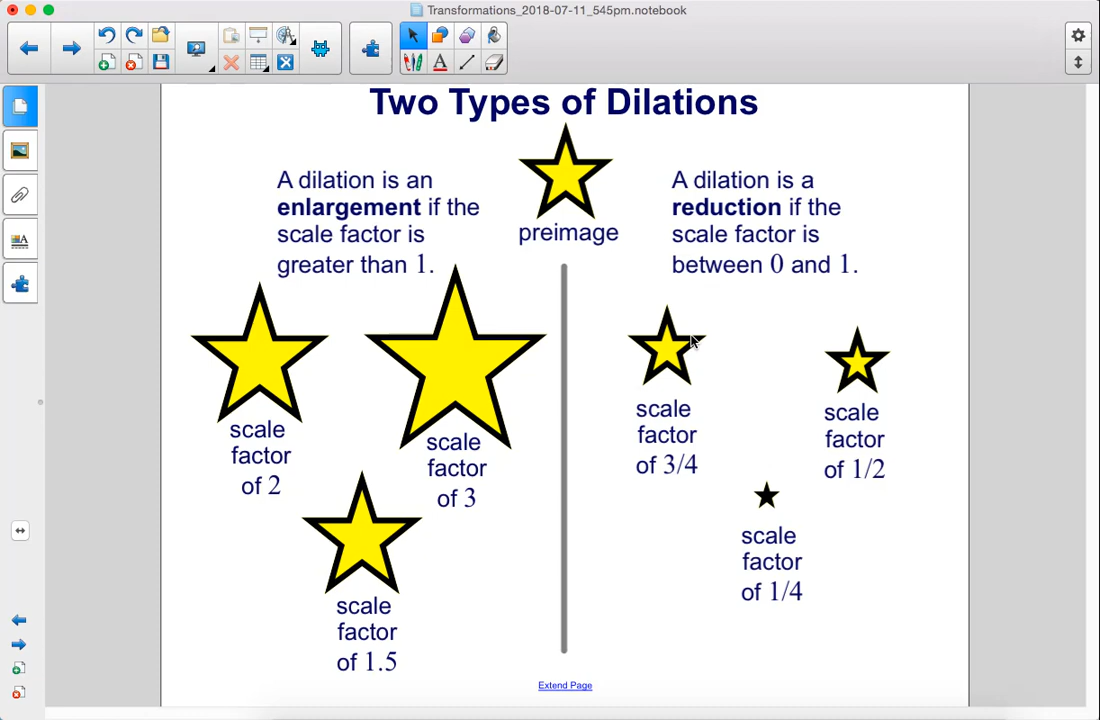 Transformations_2018-07-11_545pm.notebook
Two Types of Dilations
A dilation is an
enlargement if the
scale factor is
greater than 1.
preimage
A dilation is a
reduction if the
scale factor is
between 0 and 1.
scale
factor
of 2
scale
factor
of 3
scale
factor
of 1.5
scale
factor
of 3/4
scale
factor
of 1/2
scale
factor
of 1/4
Extend Page